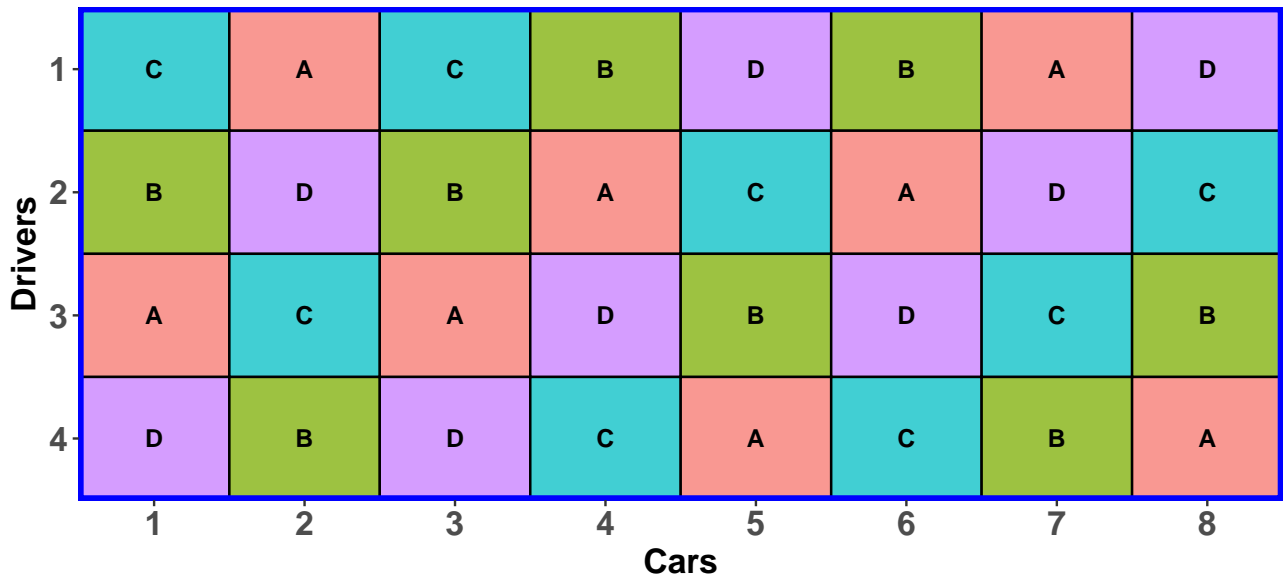 Drivers
1 C A C B D B A D
2 B D B A C A D C
3 A C A D B D C B
4 D B D C A C B A
1 2 3 4 5 6 7 8
Cars